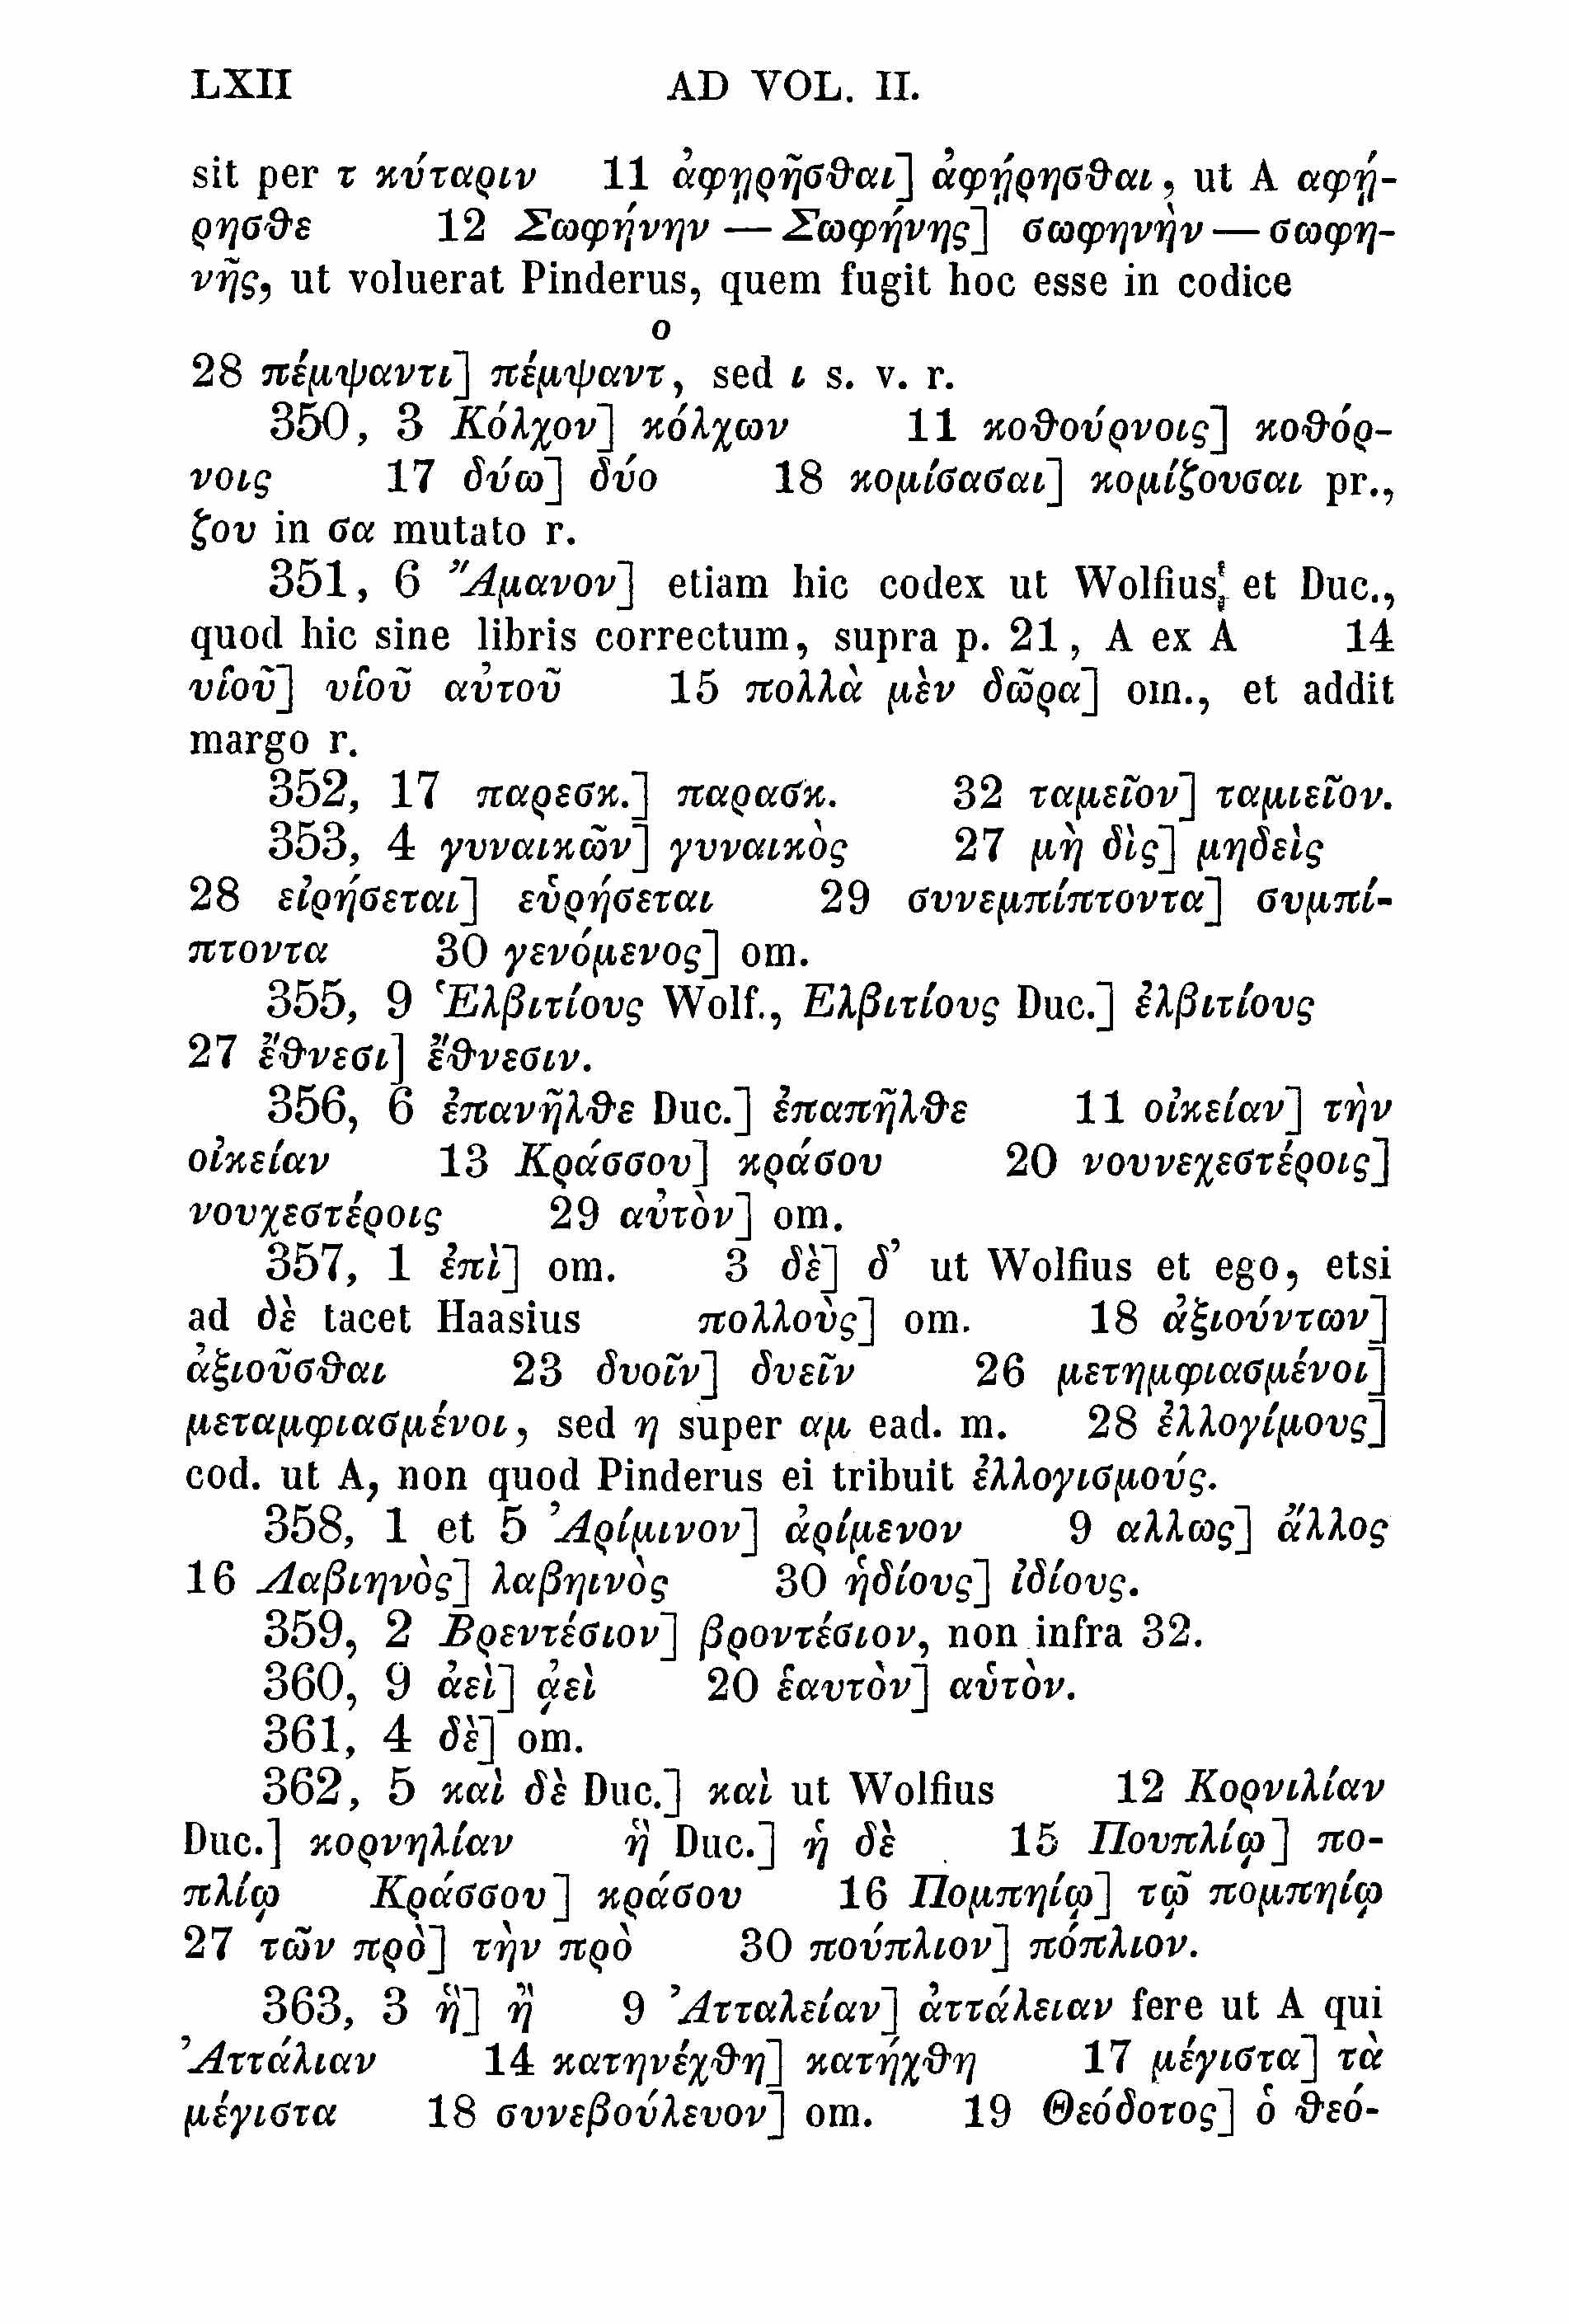 LXII AD VOL. II.
sit per τ κύταριν 11 ἀφῃρῆσθαι] ἀφῄρησθαι, ut A αφῄ-
ρησθε 12 Σωφήνην — Σωφήνης] σωφηνὴν — σωφη-
νῆς, ut voluerat Pinderus, quem fugit hoc esse in codice
ο
28 πέμψαντι] πέμψαντ, sed ι s. v. r.
350, 3 Κόλχον] κόλχων 11 κοθούρνοις] κοθόρ-
νοις 17 δύω] δύο 18 κομίσασαι] κομίζουσαι pr.,
ζου in σα mutato r.
351, 6 Ἄμανον] etiam hic codex ut Wolfius, et Duc.,
quod hic sine libris correctum, supra p. 21, A ex A 14
υἱοῦ] υἱοῦ αὐτοῦ 15 πολλὰ μὲν δῶρα] om., et addit
margo r.
352, 17 παρεσκ.] παρασκ. 32 ταμεῖον] ταμιεῖον.
353, 4 γυναικῶν] γυναικὸς 27 μὴ δὶς] μηδεὶς
28 εἰρήσεται] εὑρήσεται 29 συνεμπίπτοντα] συμπί-
πτοντα 30 γενόμενος] om.
355, 9 Ἑλβιτίους Wolf., Ελβιτίους Duc.] ἐλβιτίους
27 ἔθνεσι] ἔθνεσιν.
356, 6 ἐπανῆλθε Duc.] ἐπαπῆλθε 11 οἰκείαν] τὴν
οἰκείαν 13 Κράσσου] κράσου 20 νουνεχεστέροις]
νουχεστέροις 29 αὐτὸν] om.
357, 1 ἐπὶ] om. 3 δὲ] δ’ ut Wolfius et ego, etsi
ad δὲ tacet Haasius πολλοὺς] om. 18 ἀξιούντων]
ἀξιοῦσθαι 23 δυοῖν] δυεῖν 26 μετημφιασμένοι]
μεταμφιασμένοι, sed η super αμ ead. m. 28 ἐλλογίμους]
cod. ut A, non quod Pinderus ei tribuit ἐλλογισμούς.
358, 1 et 5 Ἀρίμινον] ἀρίμενον 9 αλλως] ἄλλος
16 Λαβιηνὸς] λαβηινὸς 30 ἡδίους] ἰδίους.
359, 2 Βρεντέσιον] βροντέσιον, non infra 32.
360, 9 ἀεὶ] ᾀεὶ 20 ἑαυτὸν] αὑτὸν.
361, 4 δὲ] om.
362, 5 καὶ δὲ Duc.] καὶ ut Wolfius 12 Κορνιλίαν
Duc.] κορνηλίαν ἢ Duc.] ἡ δὲ 15 Πουπλίῳ] πο-
πλίῳ Κράσσου] κράσου 16 Πομπηίῳ] τῷ πομπηίῳ
27 τῶν πρὸ] τὴν πρὸ 30 πούπλιον] πόπλιον.
363, 3 ἣ] ἢ 9 Ἀτταλείαν] ἀττάλειαν fere ut A qui
Ἀττάλιαν 14 κατηνέχθη] κατήχθη 17 μέγιστα] τὰ
μέγιστα 18 συνεβούλευον] om. 19 Θεόδοτος] ὁ θεό-